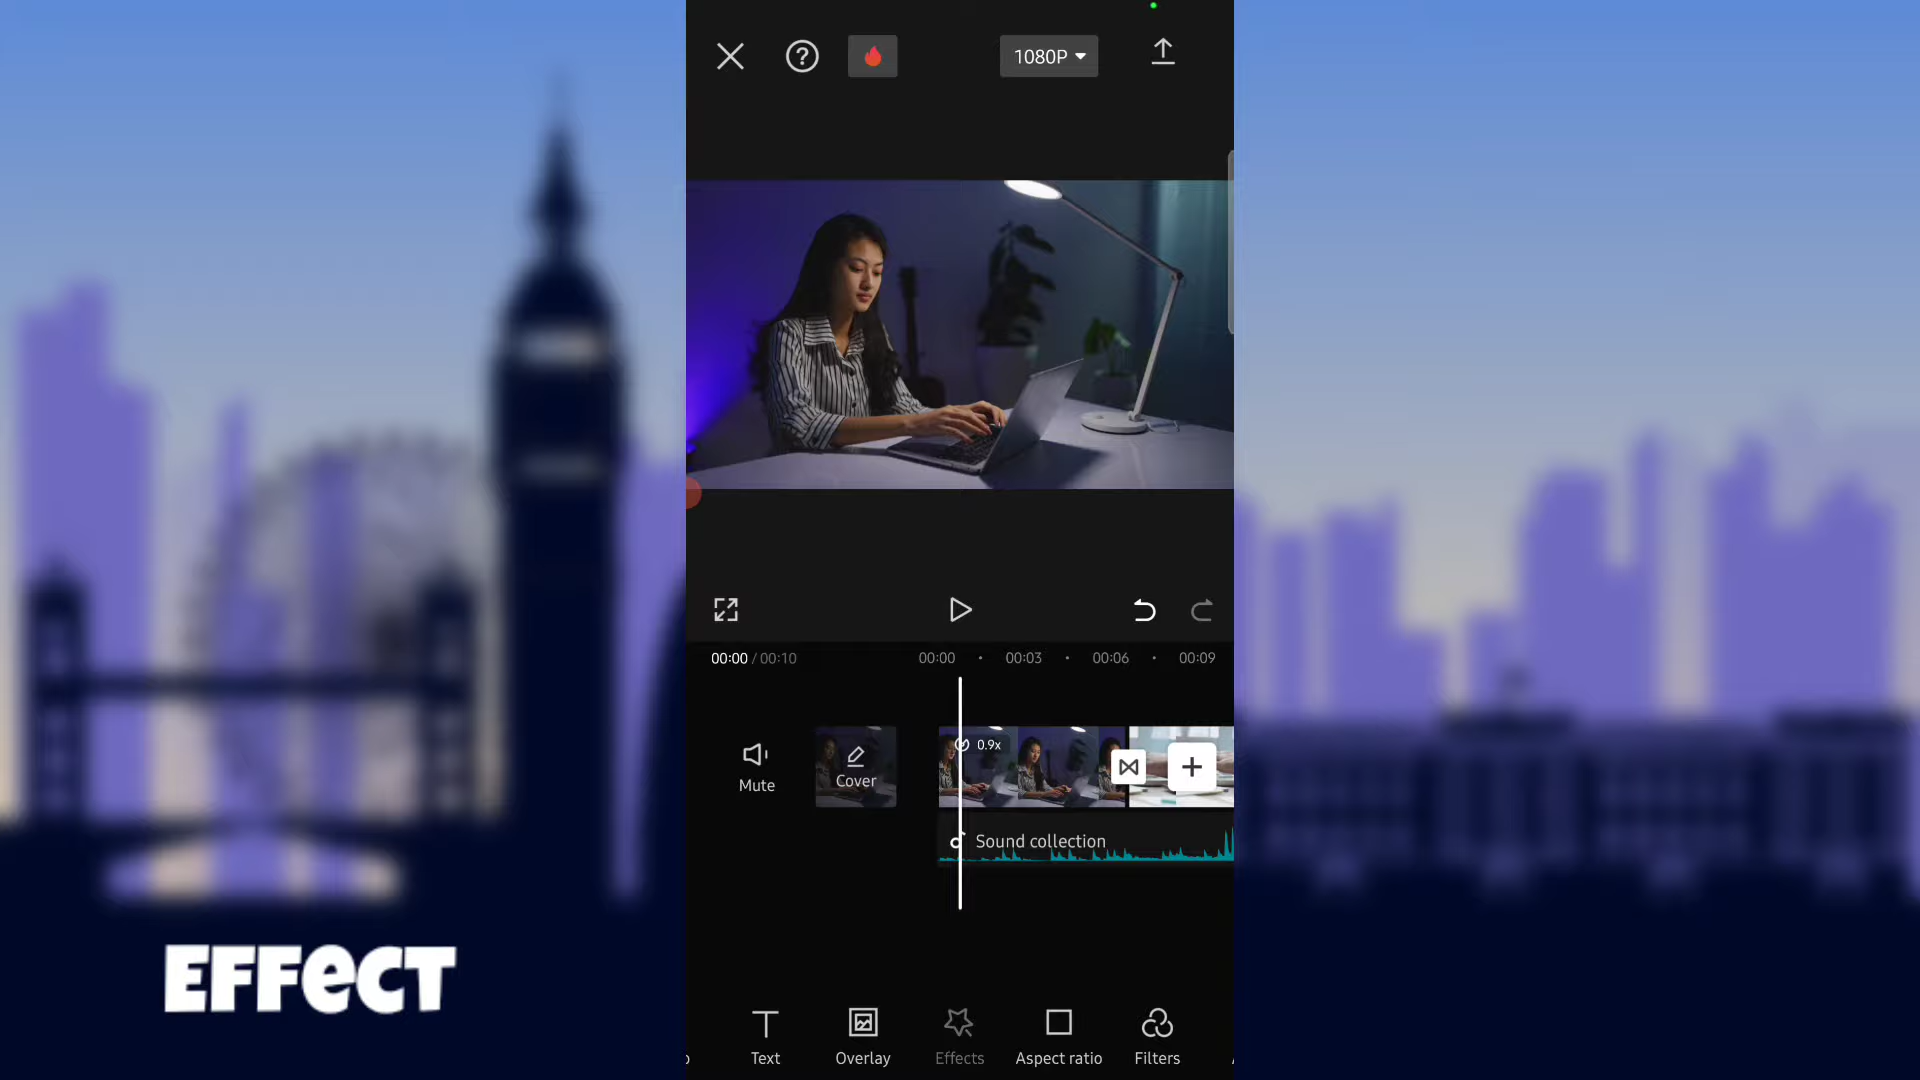 1080P
00:00 / 00:10
00:00 00:03 00:06 00:09
0.9x
Cover
Mute
Sound collection
EFFECT
Text Overlay Effects Aspect ratio Filters